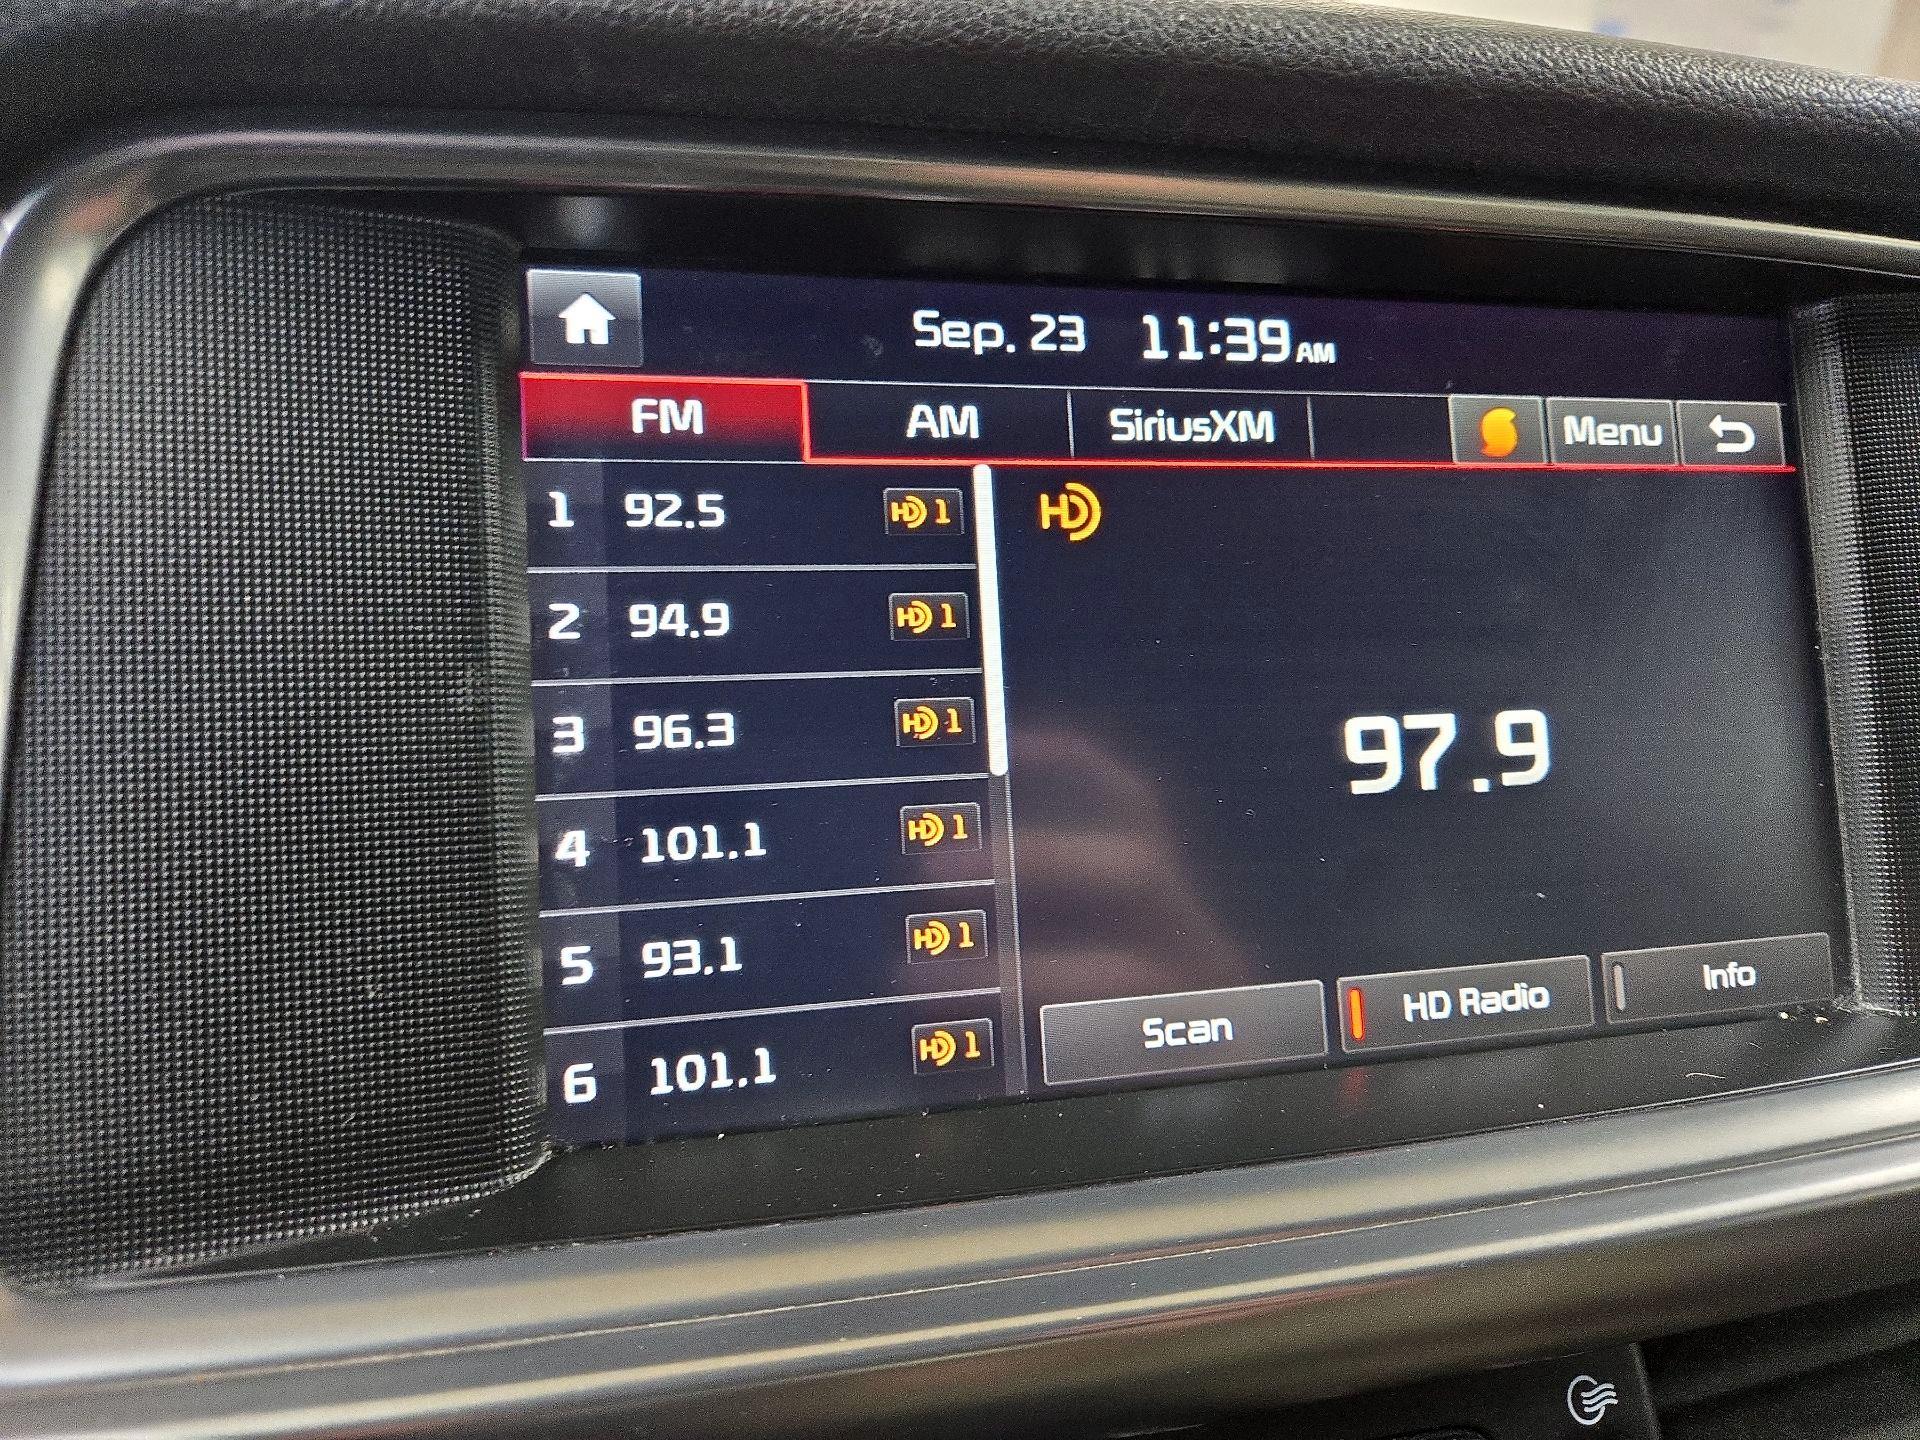 Sep. 23 11:39 AM
FM AM SiriusXM Menu
1 92.5 HD 1
HD
2 94.9 HD 1
3 96.3 HD 1
97.9
4 101.1 HD 1
5 93.1 HD 1
6 101.1 HD 1
Scan HD Radio Info